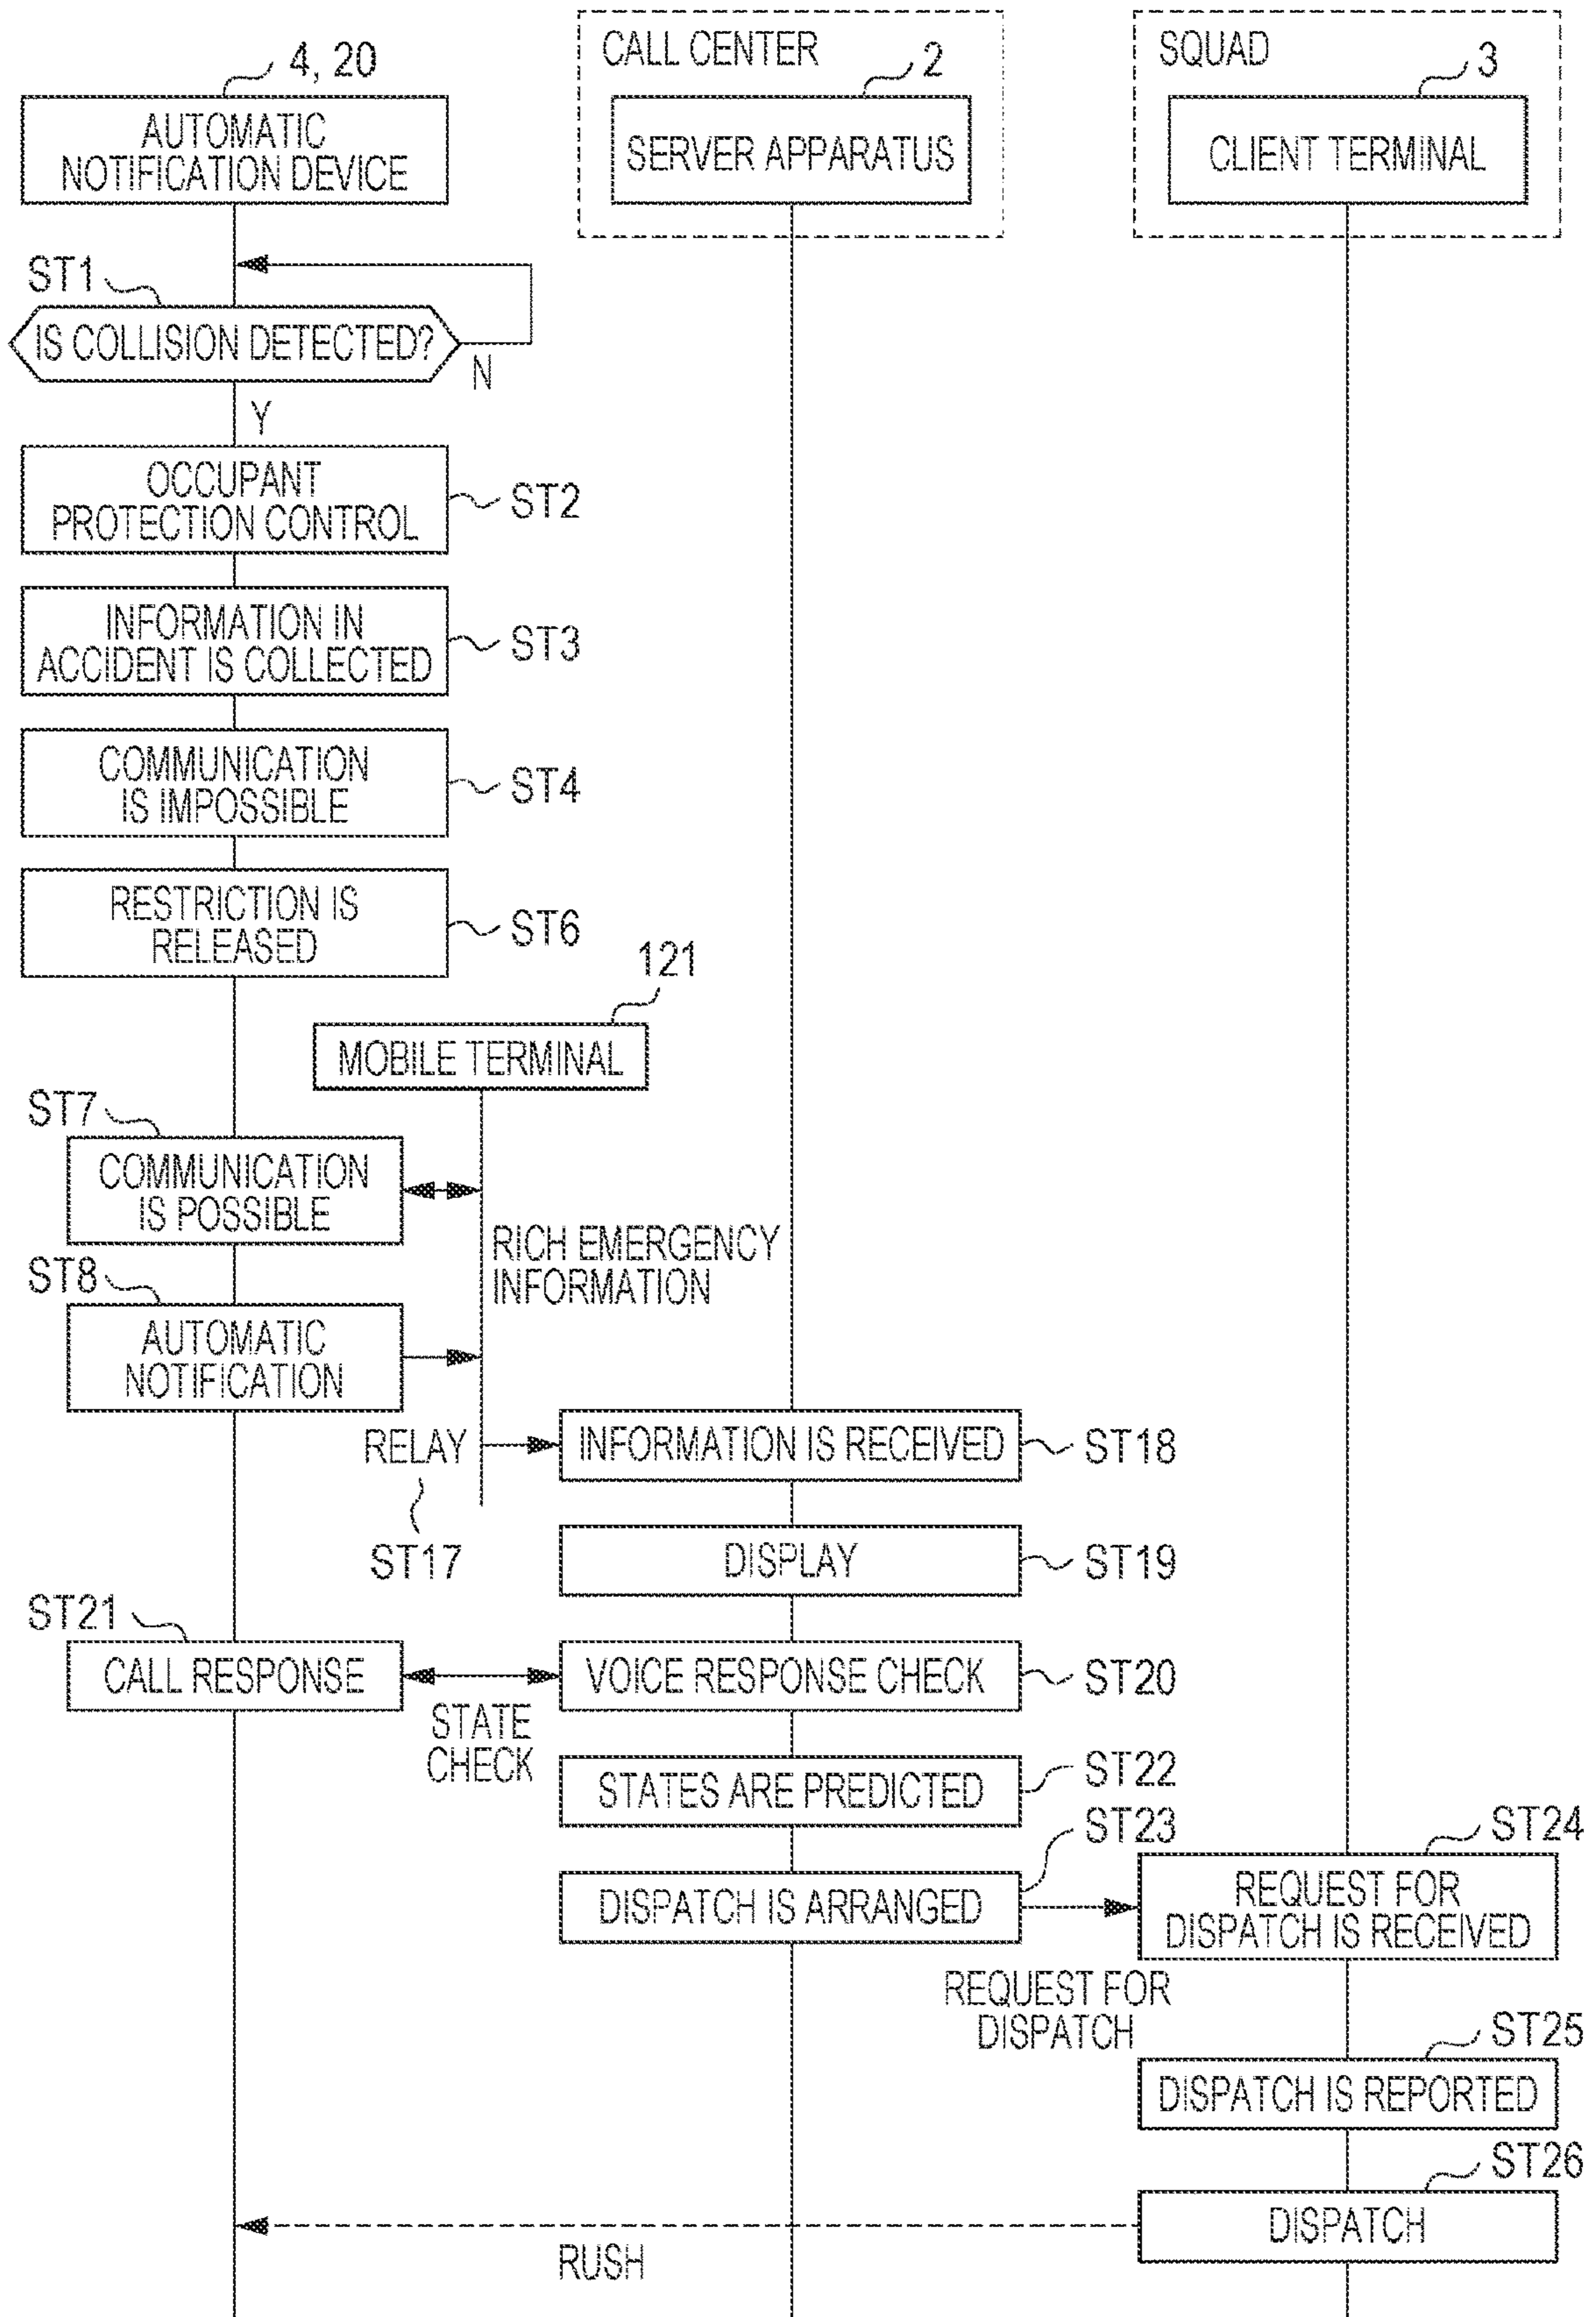 4, 20
AUTOMATIC
NOTIFICATION DEVICE
CALL CENTER
2
SERVER APPARATUS
SQUAD
3
CLIENT TERMINAL
ST1
IS COLLISION DETECTED?
N
Y
OCCUPANT
PROTECTION CONTROL
ST2
INFORMATION IN
ACCIDENT IS COLLECTED
ST3
COMMUNICATION
IS IMPOSSIBLE
ST4
RESTRICTION IS
RELEASED
ST6
121
MOBILE TERMINAL
ST7
COMMUNICATION
IS POSSIBLE
RICH EMERGENCY
INFORMATION
ST8
AUTOMATIC
NOTIFICATION
RELAY
ST17
INFORMATION IS RECEIVED
ST18
DISPLAY
ST19
ST21
CALL RESPONSE
STATE
CHECK
VOICE RESPONSE CHECK
ST20
STATES ARE PREDICTED
ST22
DISPATCH IS ARRANGED
ST23
REQUEST FOR
DISPATCH
ST24
REQUEST FOR
DISPATCH IS RECEIVED
ST25
DISPATCH IS REPORTED
ST26
DISPATCH
RUSH